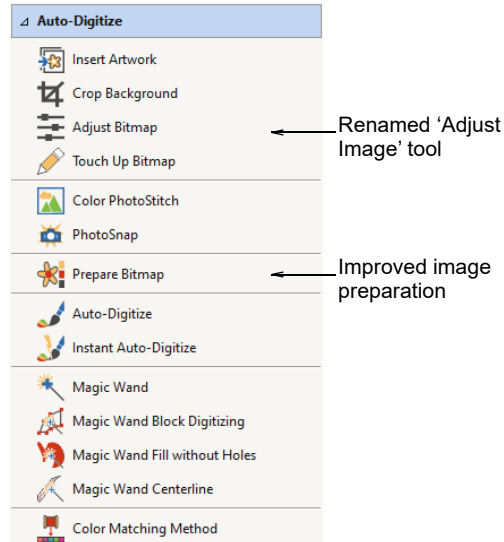 Auto-Digitize
Insert Artwork
Crop Background
Adjust Bitmap
Renamed ‘Adjust
Image’ tool
Touch Up Bitmap
Color PhotoStitch
PhotoSnap
Prepare Bitmap
Improved image
preparation
Auto-Digitize
Instant Auto-Digitize
Magic Wand
Magic Wand Block Digitizing
Magic Wand Fill without Holes
Magic Wand Centerline
Color Matching Method